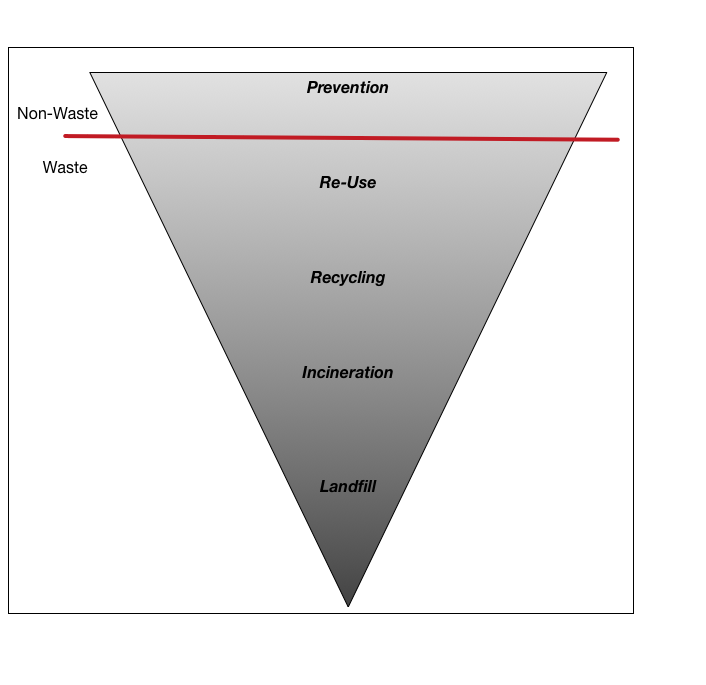 Prevention
Non-Waste
Waste
Re-Use
Recycling
Incineration
Landfill